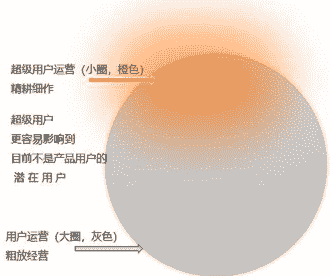 超级用户运营（小圈，橙色）
精耕细作
超级用户
更容易影响到
目前不是产品用户的
潜 在 用 户
用户运营（大圈，灰色）
粗放经营